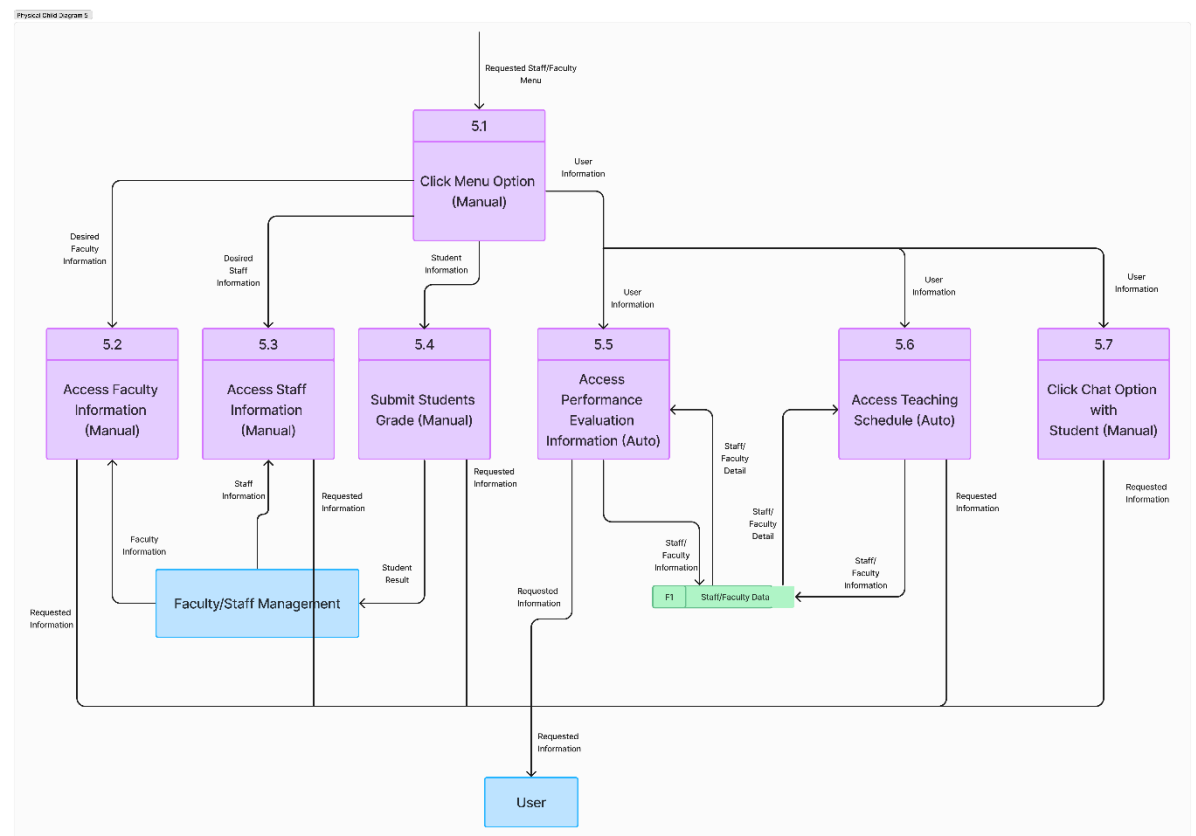 Physical Child Diagram 5
Requested Staff/Faculty
Menu
5.1
Click Menu Option
(Manual)
User
Information
Desired
Faculty
Information
Desired
Staff
Information
Student
Information
User
Information
User
Information
User
Information
5.2
Access Faculty
Information
(Manual)
5.3
Access Staff
Information
(Manual)
5.4
Submit Students
Grade (Manual)
5.5
Access
Performance
Evaluation
Information (Auto)
5.6
Access Teaching
Schedule (Auto)
5.7
Click Chat Option
with
Student (Manual)
Staff
Information
Requested
Information
Requested
Information
Staff/
Faculty
Detail
Requested
Information
Requested
Information
Faculty
Information
Student
Result
Staff/
Faculty
Information
Staff/
Faculty
Detail
Staff/
Faculty
Information
Faculty/Staff Management
Requested
Information
Requested
Information
F1
Staff/Faculty Data
Requested
Information
User